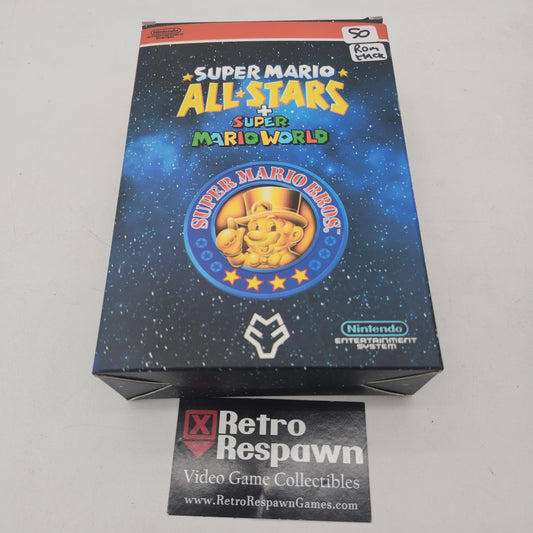 50
Rom
Hack
SUPER MARIO
ALL★STARS
+
SUPER
MARIO WORLD
SUPER MARIO BROS.™
Nintendo
ENTERTAINMENT
SYSTEM
Retro
Respawn
Video Game Collectibles
www.RetroRespawnGames.com